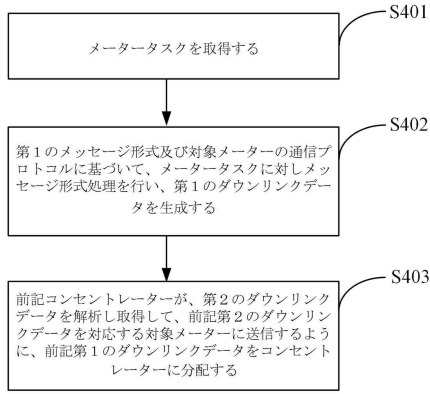 S401
メータータスクを取得する
S402
第１のメッセージ形式及び対象メーターの通信プ
ロトコルに基づいて、メータータスクに対しメッ
セージ形式処理を行い、第１のダウンリンクデー
タを生成する
S403
前記コンセントレーターが、第２のダウンリンク
データを解析し取得して、前記第２のダウンリン
クデータを対応する対象メーターに送信するよう
に、前記第１のダウンリンクデータをコンセント
レーターに分配する